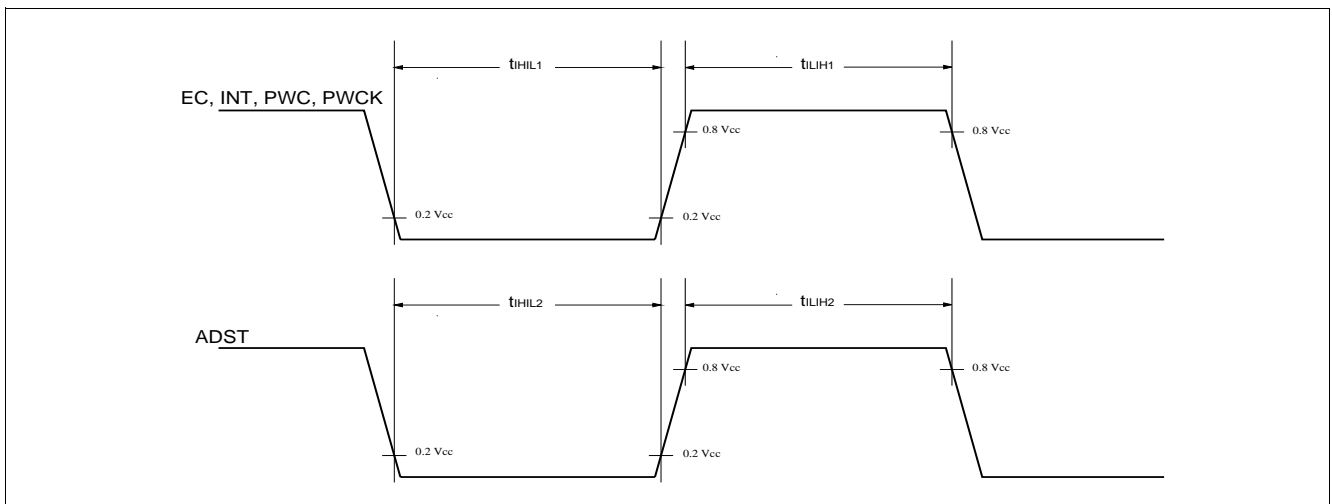 tIHIL1 tILIH1
EC, INT, PWC, PWCK
0.8 Vcc 0.8 Vcc
0.2 Vcc 0.2 Vcc
tIHIL2 tILIH2
ADST
0.8 Vcc 0.8 Vcc
0.2 Vcc 0.2 Vcc